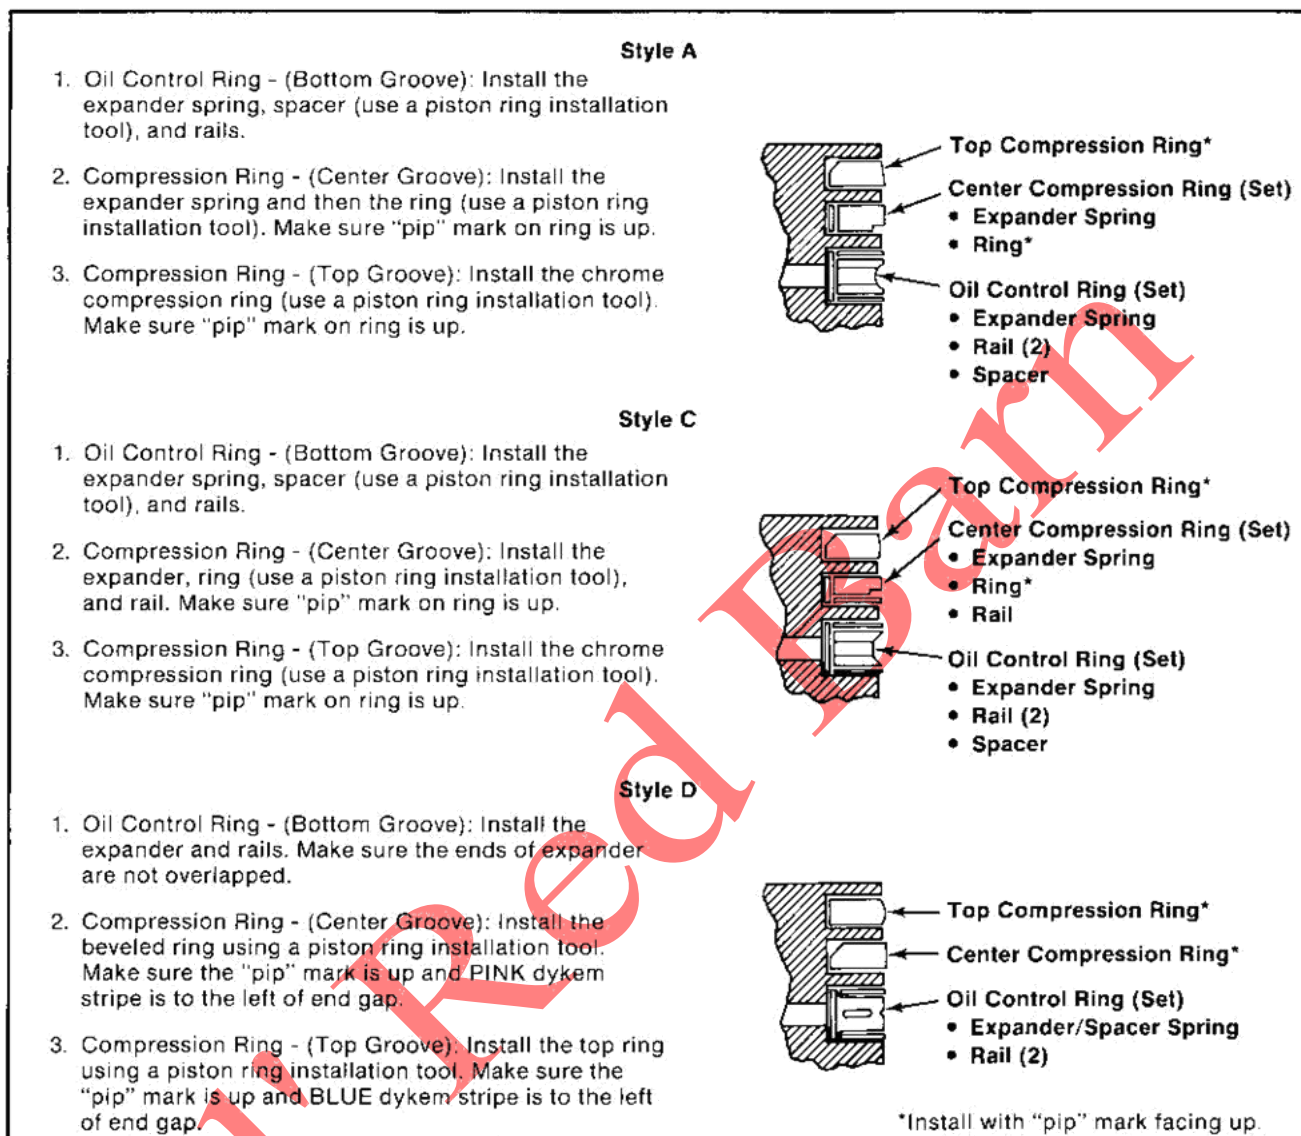 Style A
1. Oil Control Ring - (Bottom Groove): Install the
expander spring, spacer (use a piston ring installation
tool), and rails.
2. Compression Ring - (Center Groove): Install the
expander spring and then the ring (use a piston ring
installation tool). Make sure “pip” mark on ring is up.
3. Compression Ring - (Top Groove): Install the chrome
compression ring (use a piston ring installation tool).
Make sure “pip” mark on ring is up.
Top Compression Ring*
Center Compression Ring (Set)
• Expander Spring
• Ring*
Oil Control Ring (Set)
• Expander Spring
• Rail (2)
• Spacer
Style C
1. Oil Control Ring - (Bottom Groove): Install the
expander spring, spacer (use a piston ring installation
tool), and rails.
2. Compression Ring - (Center Groove): Install the
expander, ring (use a piston ring installation tool),
and rail. Make sure “pip” mark on ring is up.
3. Compression Ring - (Top Groove): Install the chrome
compression ring (use a piston ring installation tool).
Make sure “pip” mark on ring is up.
Top Compression Ring*
Center Compression Ring (Set)
• Expander Spring
• Ring*
• Rail
Oil Control Ring (Set)
• Expander Spring
• Rail (2)
• Spacer
Style D
1. Oil Control Ring - (Bottom Groove): Install the
expander and rails. Make sure the ends of expander
are not overlapped.
2. Compression Ring - (Center Groove): Install the
beveled ring using a piston ring installation tool.
Make sure the “pip” mark is up and PINK dykem
stripe is to the left of end gap.
3. Compression Ring - (Top Groove): Install the top ring
using a piston ring installation tool. Make sure the
“pip” mark is up and BLUE dykem stripe is to the left
of end gap.
Top Compression Ring*
Center Compression Ring*
Oil Control Ring (Set)
• Expander/Spacer Spring
• Rail (2)
*Install with “pip” mark facing up.
Red Barn